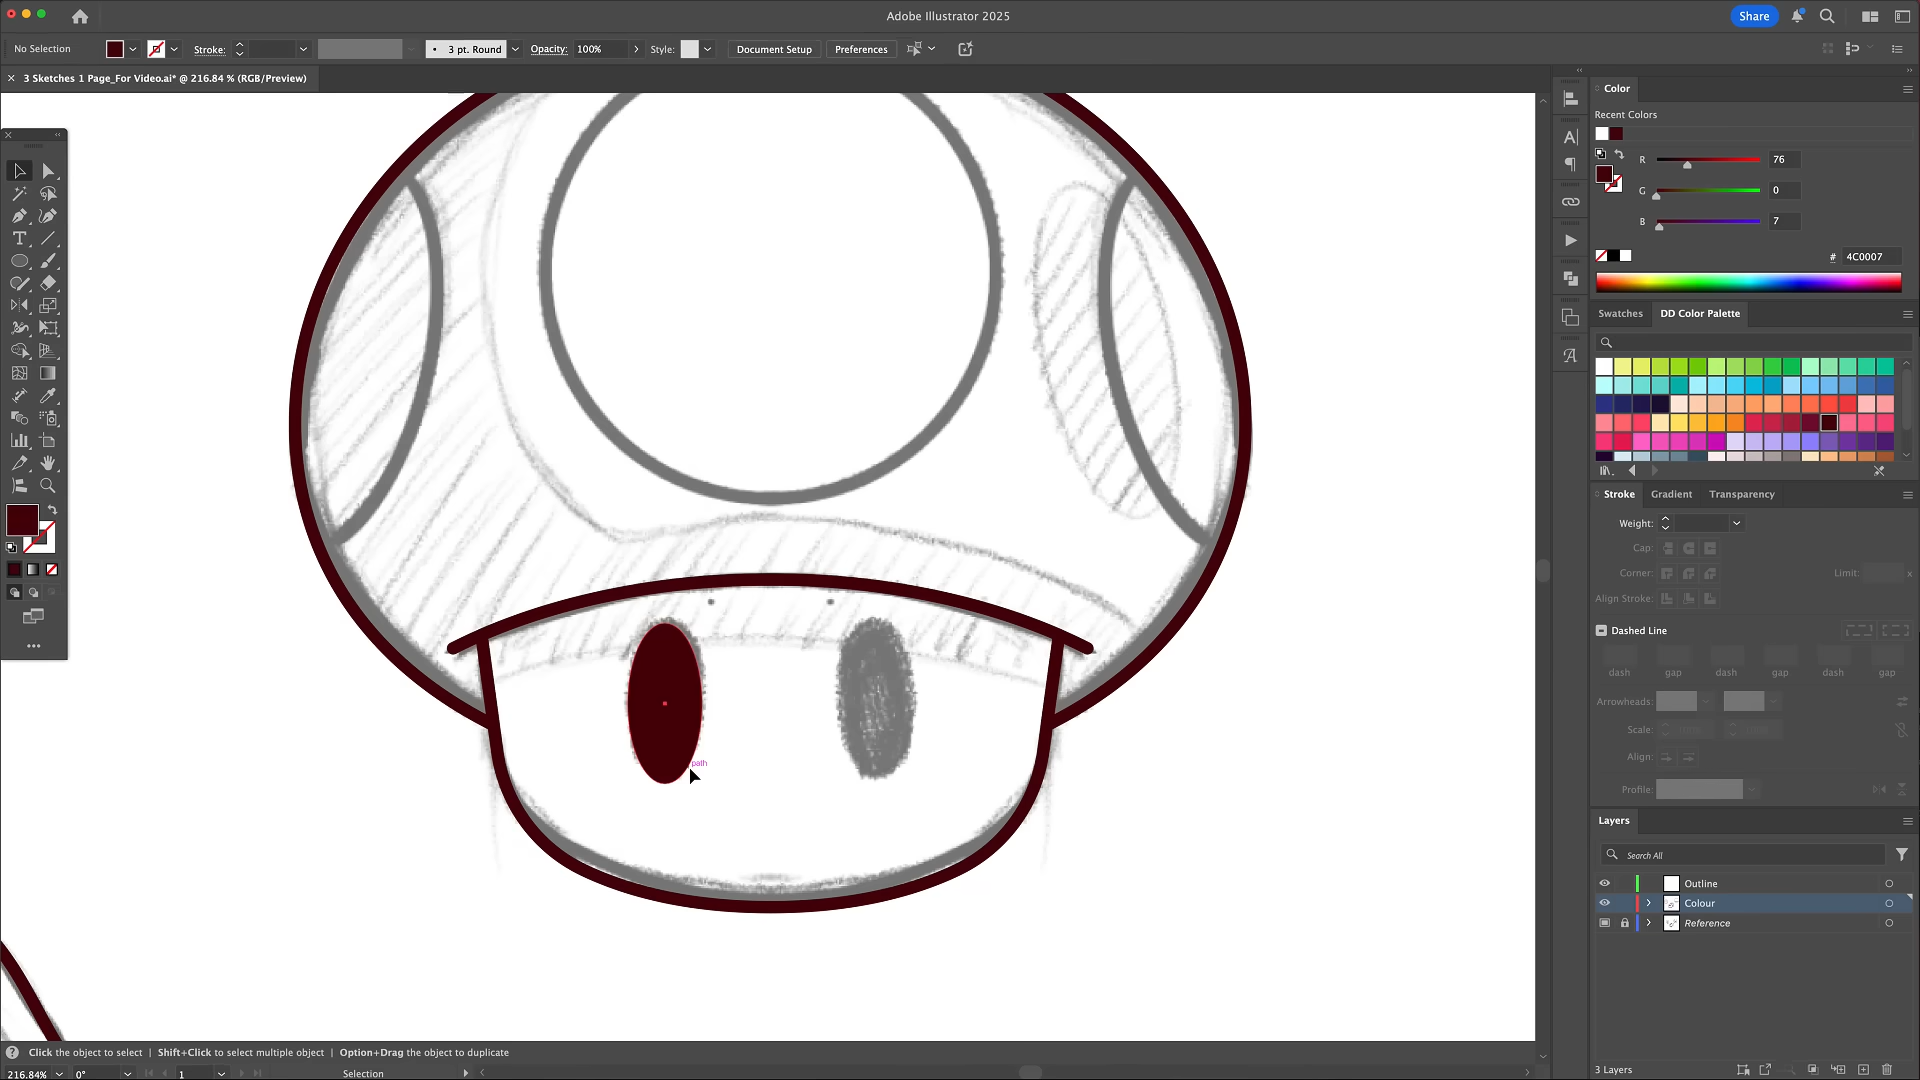 Adobe Illustrator 2025
Share
No Selection
Stroke:
3 pt. Round
Opacity:
100%
Style:
Document Setup
Preferences
3 Sketches 1 Page_For Video.ai* @ 216.84 % (RGB/Preview)
Color
Recent Colors
R
76
G
0
B
7
#
4C0007
Swatches
DD Color Palette
Stroke
Gradient
Transparency
Weight:
Cap:
Corner:
Limit:
x
Align Stroke:
Dashed Line
dash
gap
dash
gap
dash
gap
Arrowheads:
Scale:
Align:
Profile:
path
Layers
Search All
Outline
Colour
Reference
3 Layers
Click the object to select | Shift+Click to select multiple object | Option+Drag the object to duplicate
216.84%
0°
1
Selection